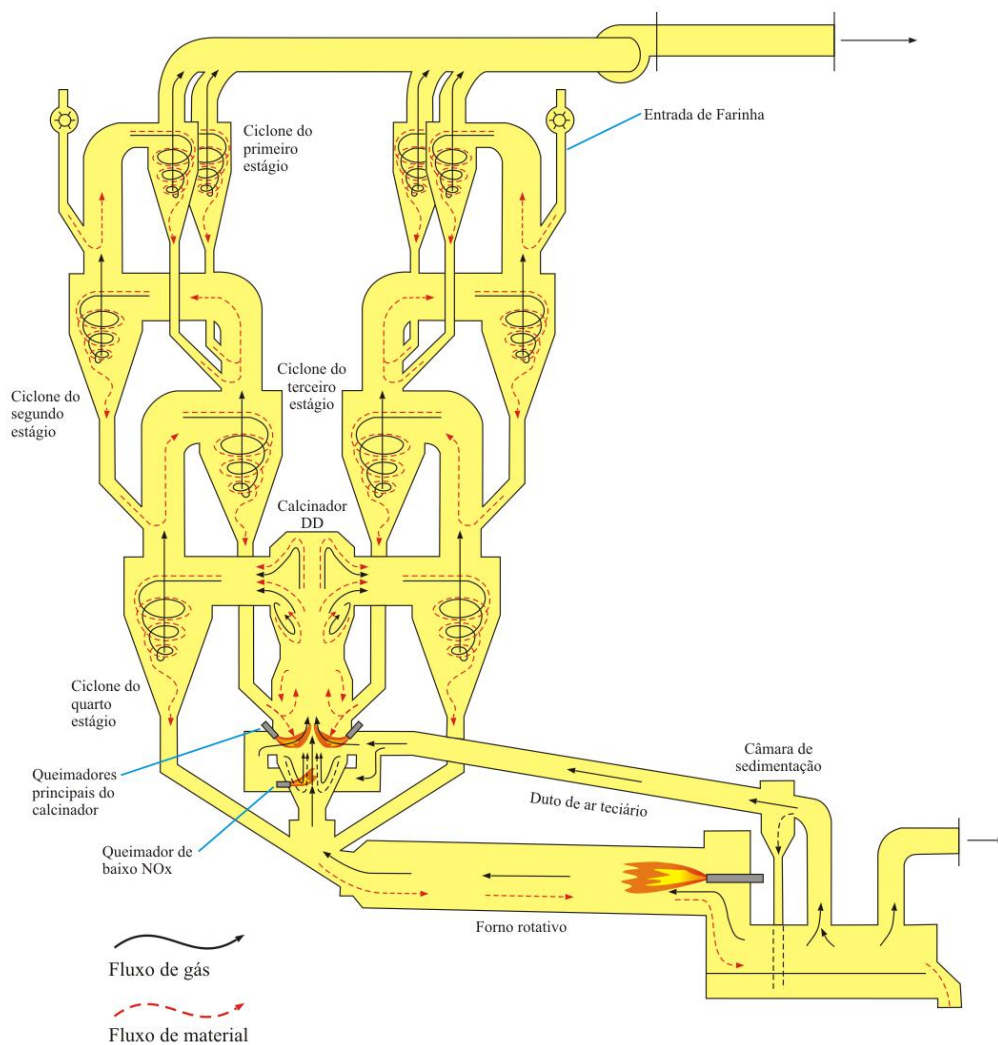 Entrada de Farinha
Ciclone do
primeiro
estágio
Ciclone do
segundo
estágio
Ciclone do
terceiro
estágio
Calcinador
DD
Ciclone do
quarto
estágio
Queimadores
principais do
calcinador
Queimador de
baixo NOx
Câmara de
sedimentação
Duto de ar teciário
Forno rotativo
Fluxo de gás
Fluxo de material